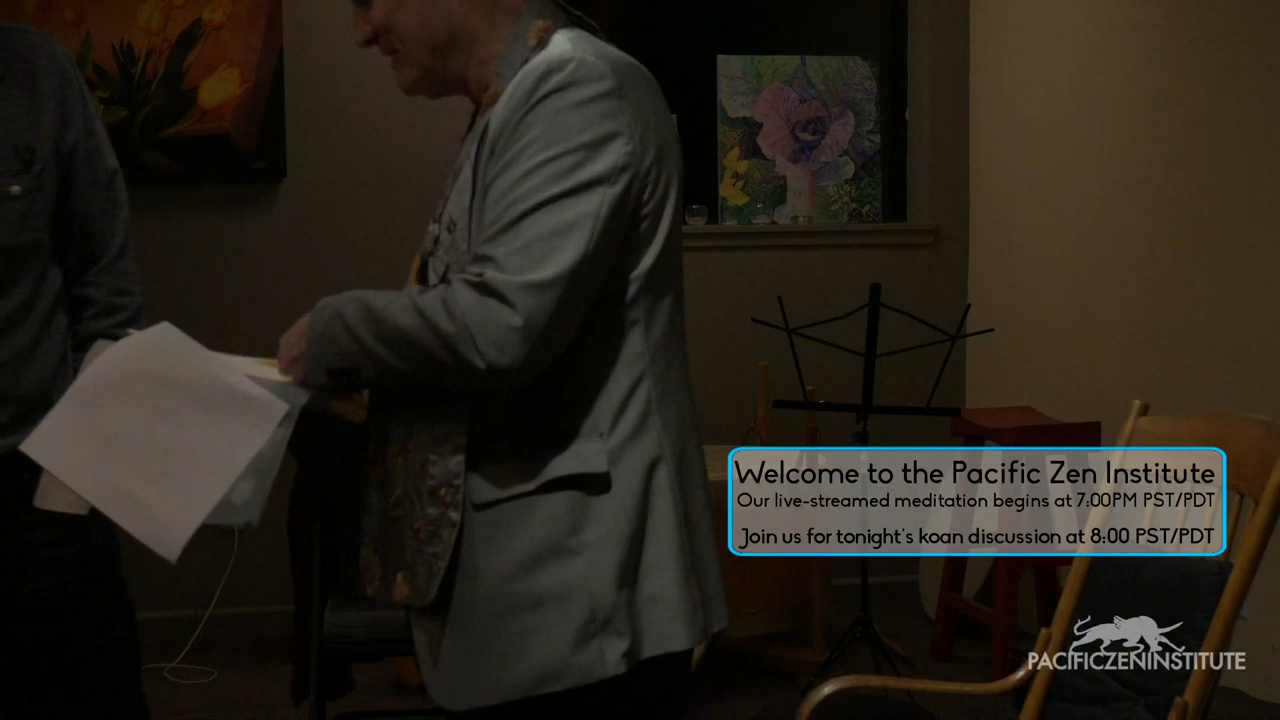 Welcome to the Pacific Zen Institute
Our live-streamed meditation begins at 7:00PM PST/PDT
Join us for tonight's koan discussion at 8:00 PST/PDT
PACIFICZENINSTITUTE